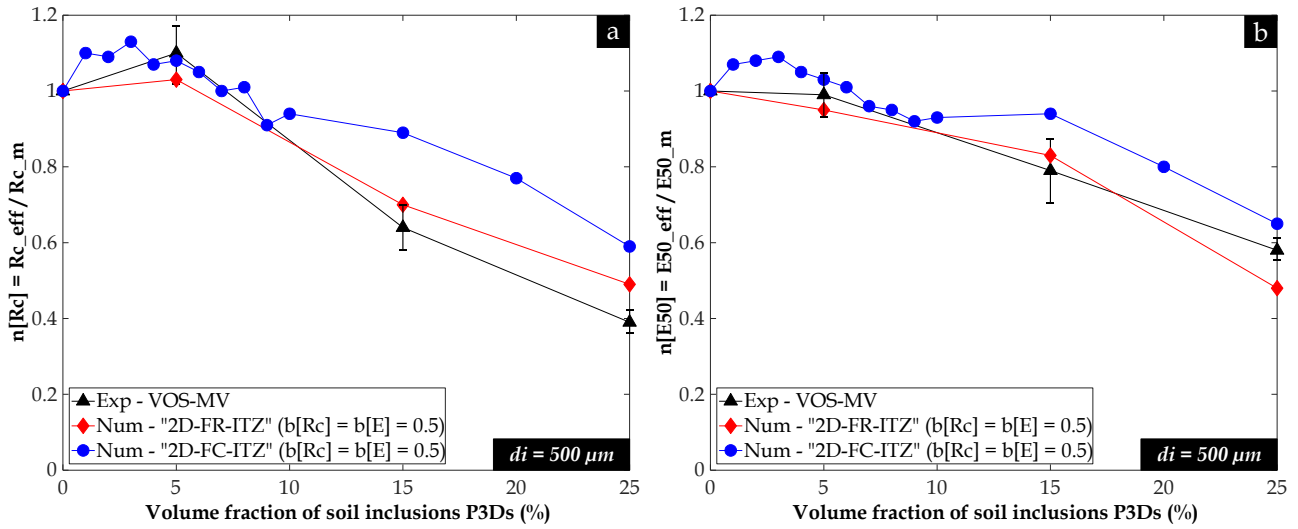 a
1.2
1
0.8
0.6
0.4
0.2
0
n[Rc] = Rc_eff / Rc_m
Exp - VOS-MV
Num - "2D-FR-ITZ" (b[Rc] = b[E] = 0.5)
Num - "2D-FC-ITZ" (b[Rc] = b[E] = 0.5)
di = 500 μm
0 5 10 15 20 25
Volume fraction of soil inclusions P3Ds (%)
b
1.2
1
0.8
0.6
0.4
0.2
0
n[E50] = E50_eff / E50_m
Exp - VOS-MV
Num - "2D-FR-ITZ" (b[Rc] = b[E] = 0.5)
Num - "2D-FC-ITZ" (b[Rc] = b[E] = 0.5)
di = 500 μm
0 5 10 15 20 25
Volume fraction of soil inclusions P3Ds (%)